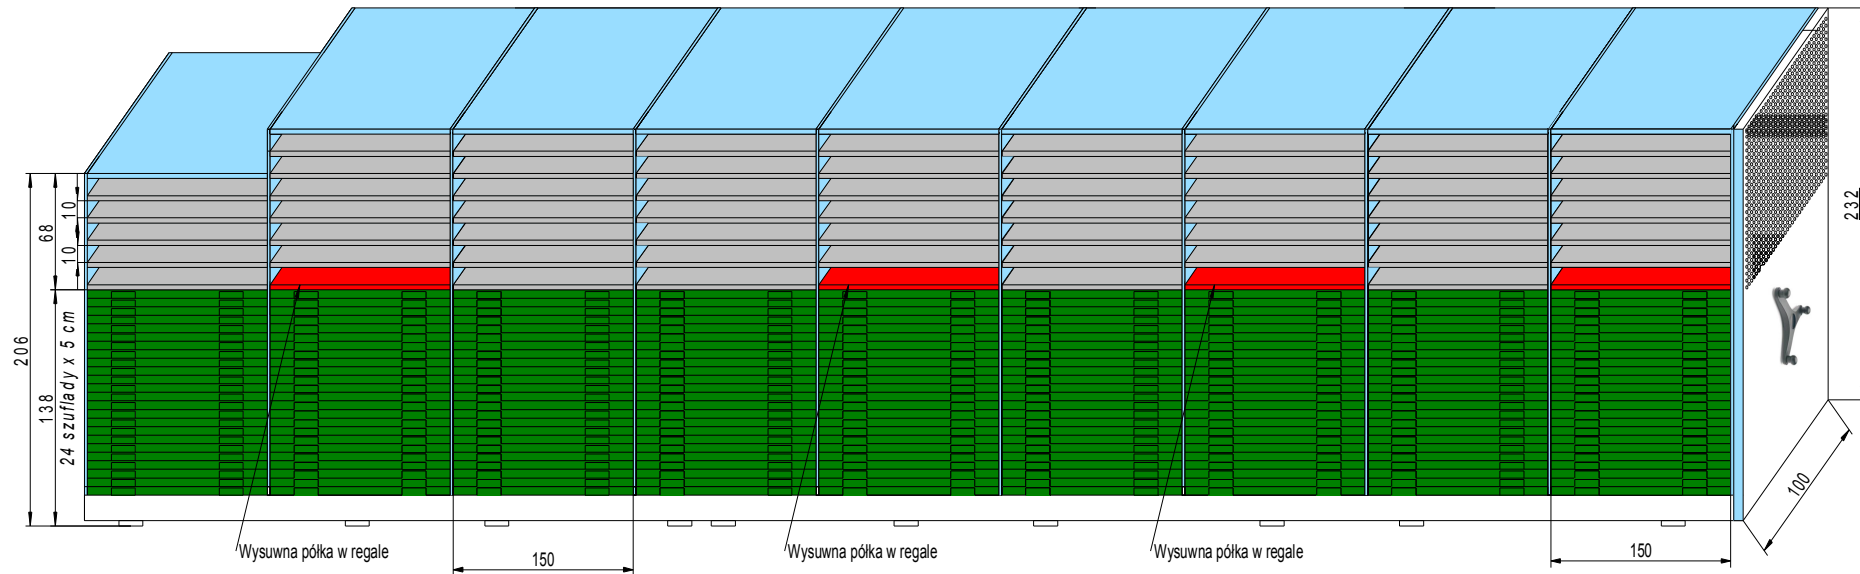 206
68
10
10
138
24 szuflady x 5 cm
232
100
Wysuwna półka w regale
150
Wysuwna półka w regale
Wysuwna półka w regale
150